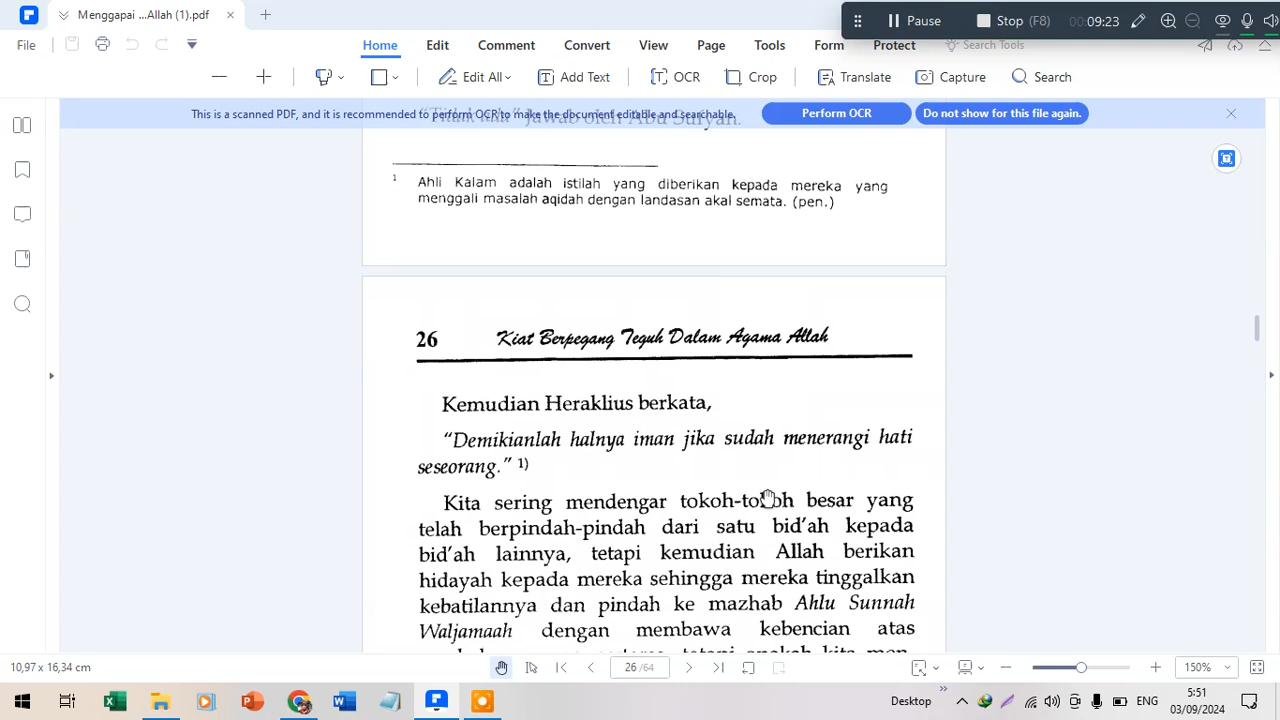 Menggapai ...Allah (1).pdf
Pause
Stop (F8)
00:09:23
File
Home
Edit
Comment
Convert
View
Page
Tools
Form
Protect
Search Tools
Edit All
Add Text
OCR
Crop
Translate
Capture
Search
This is a scanned PDF, and it is recommended to perform OCR to make the document editable and searchable.
Perform OCR
Do not show for this file again.
jawab oleh Abu Sufyan.
1 Ahli Kalam adalah istilah yang diberikan kepada mereka yang
menggali masalah aqidah dengan landasan akal semata. (pen.)
26 Kiat Berpegang Teguh Dalam Agama Allah
Kemudian Heraklius berkata,
“Demikianlah halnya iman jika sudah menerangi hati
seseorang.” 1)
Kita sering mendengar tokoh-tokoh besar yang
telah berpindah-pindah dari satu bid’ah kepada
bid’ah lainnya, tetapi kemudian Allah berikan
hidayah kepada mereka sehingga mereka tinggalkan
kebatilannya dan pindah ke mazhab Ahlu Sunnah
Waljamaah dengan membawa kebencian atas
10,97 x 16,34 cm
26 /64
150%
Desktop
ENG
5:51
03/09/2024